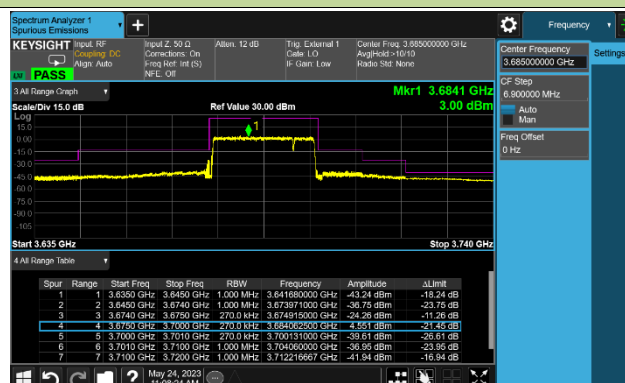 Spectrum Analyzer 1
Spurious Emissions
Frequency
KEYSIGHT
Input: RF
Coupling: DC
Align: Auto
Input Z: 50 Ω
Corrections: On
Freq Ref: Int (S)
NFE: Off
Atten: 12 dB
Trig: External 1
Gate: LO
IF Gain: Low
Center Freq: 3.685000000 GHz
Avg|Hold:>10/10
Radio Std: None
PASS
Center Frequency
3.685000000 GHz
Settings
CF Step
6.900000 MHz
Auto
Man
Freq Offset
0 Hz
3 All Range Graph
Scale/Div 15.0 dB
Ref Value 30.00 dBm
Mkr1 3.6841 GHz
3.00 dBm
Log
15.0
0.00
-15.0
-30.0
-45.0
-60.0
-75.0
-90.0
-105
1
Start 3.635 GHz
Stop 3.740 GHz
4 All Range Table
Spur Range Start Freq Stop Freq RBW Frequency Amplitude ΔLimit
1 1 3.6350 GHz 3.6450 GHz 1.000 MHz 3.641680000 GHz -43.24 dBm -18.24 dB
2 2 3.6450 GHz 3.6740 GHz 1.000 MHz 3.673971000 GHz -36.75 dBm -23.75 dB
3 3 3.6740 GHz 3.6750 GHz 270.0 kHz 3.674915000 GHz -24.26 dBm -11.26 dB
4 4 3.6750 GHz 3.7000 GHz 270.0 kHz 3.684062500 GHz 4.551 dBm -21.45 dB
5 5 3.7000 GHz 3.7010 GHz 270.0 kHz 3.700131000 GHz -39.61 dBm -26.61 dB
6 6 3.7010 GHz 3.7100 GHz 1.000 MHz 3.704060000 GHz -36.95 dBm -23.95 dB
7 7 3.7100 GHz 3.7200 GHz 1.000 MHz 3.712216667 GHz -41.94 dBm -16.94 dB
May 24, 2023